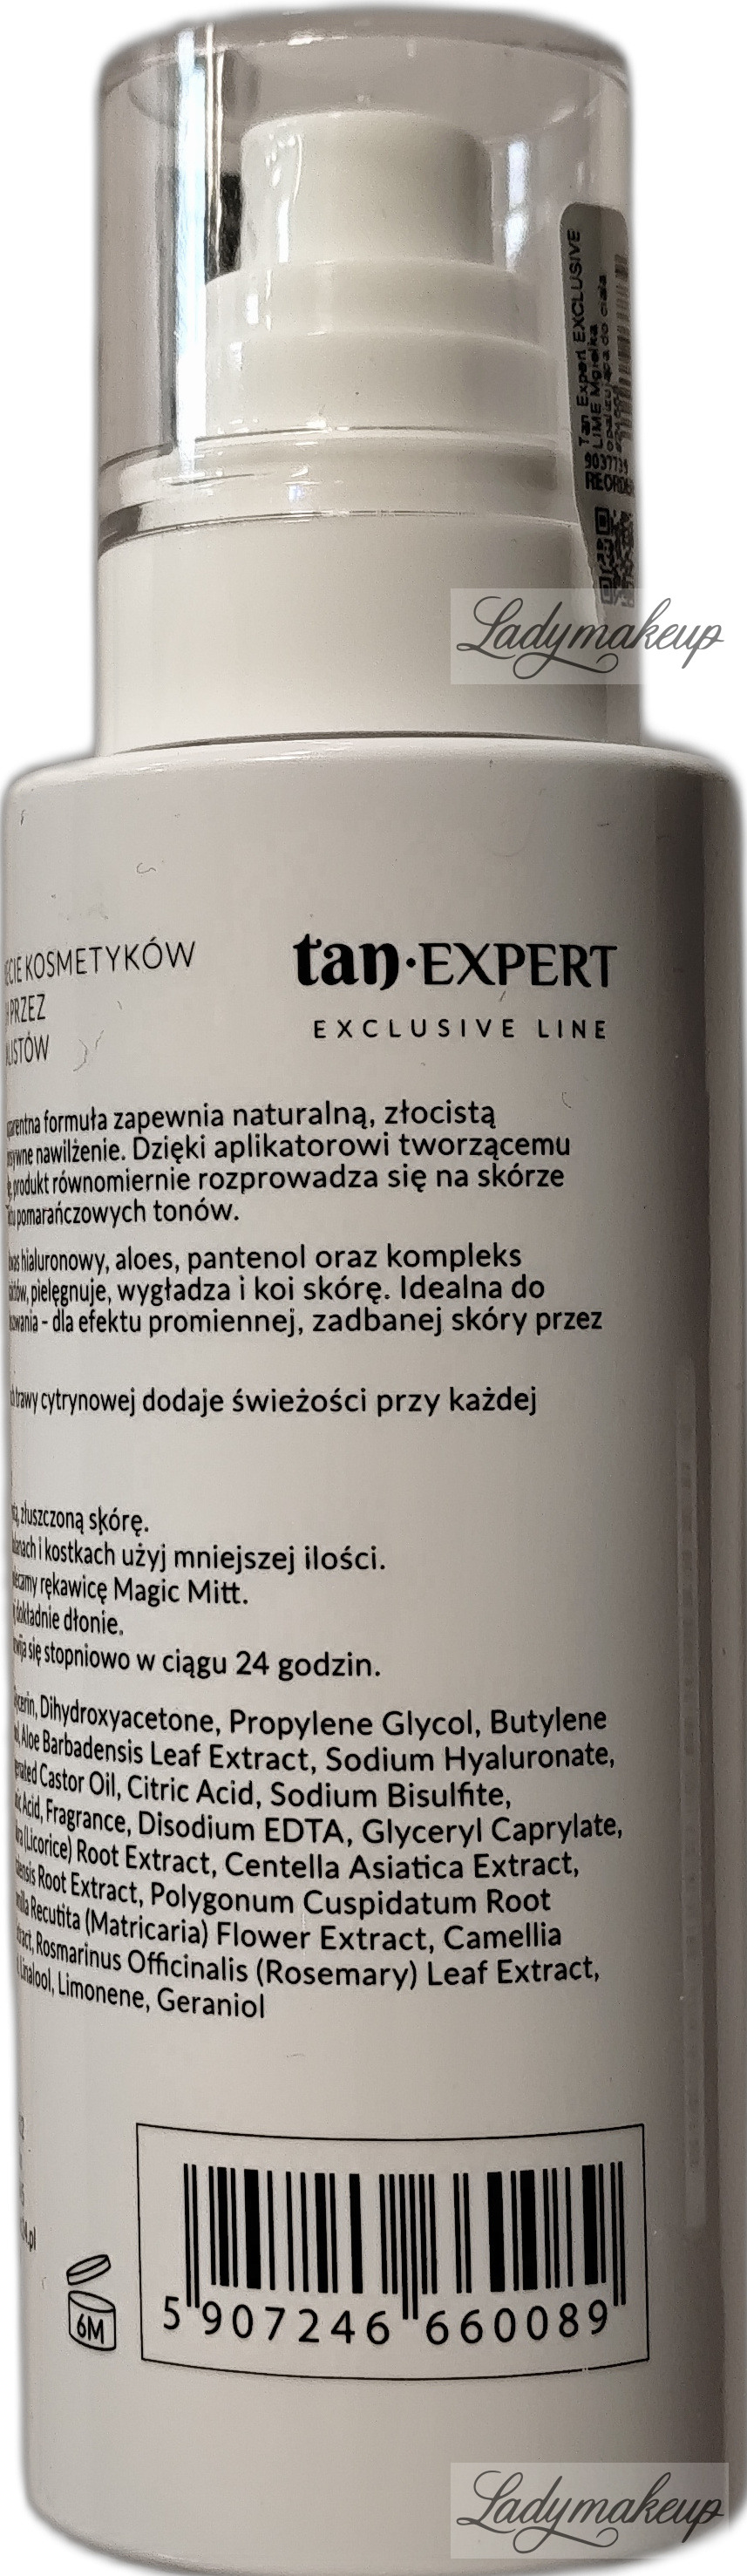 Tan Expert EXCLUSIVE
LIME Mgiełka
opalizująca do ciała
9037739
Ladymakeup
KOSMETYKÓW
PRZEZ
tan·EXPERT
EXCLUSIVE LINE
formuła zapewnia naturalną, złocistą
nawilżenie. Dzięki aplikatorowi tworzącemu
produkt równomiernie rozprowadza się na skórze
pomarańczowych tonów.
hialuronowy, aloes, pantenol oraz kompleks
pielęgnuje, wygładza i koi skórę. Idealna do
- dla efektu promiennej, zadbanej skóry przez
trawy cytrynowej dodaje świeżości przy każdej
złuszczoną skórę.
i kostkach użyj mniejszej ilości.
rękawicę Magic Mitt.
dokładnie dłonie.
się stopniowo w ciągu 24 godzin.
Dihydroxyacetone, Propylene Glycol, Butylene
Aloe Barbadensis Leaf Extract, Sodium Hyaluronate,
Castor Oil, Citric Acid, Sodium Bisulfite,
Acid, Fragrance, Disodium EDTA, Glyceryl Caprylate,
(Licorice) Root Extract, Centella Asiatica Extract,
Root Extract, Polygonum Cuspidatum Root
Recutita (Matricaria) Flower Extract, Camellia
Rosmarinus Officinalis (Rosemary) Leaf Extract,
Linalool, Limonene, Geraniol
6M
5 907246 660089
Ladymakeup